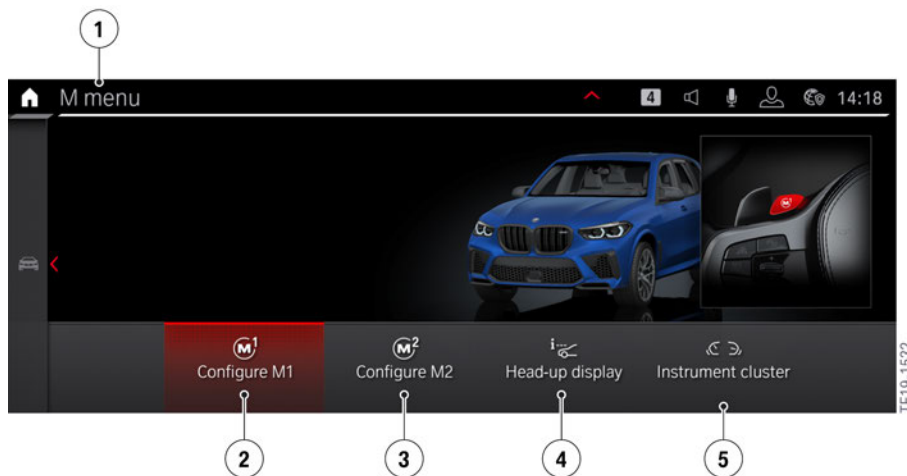 1
M menu
4
14:18
M1
Configure M1
M2
Configure M2
Head-up display
Instrument cluster
2
3
4
5
TE19-1522